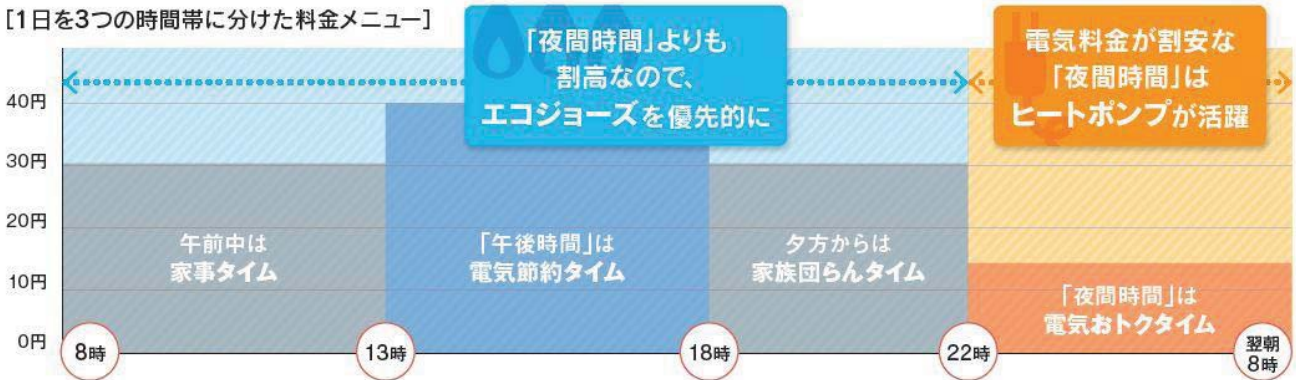 [1日を3つの時間帯に分けた料金メニュー]
「夜間時間」よりも
割高なので、
エコジョーズを優先的に
電気料金が割安な
「夜間時間」は
ヒートポンプが活躍
40円
30円
20円
10円
0円
午前中は
家事タイム
「午後時間」は
電気節約タイム
夕方からは
家族団らんタイム
「夜間時間」は
電気おトクタイム
8時
13時
18時
22時
翌朝
8時